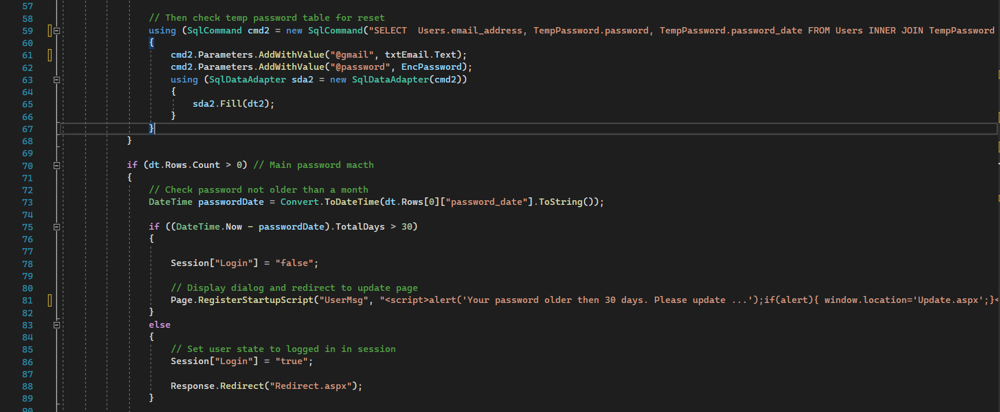 57
58 // Then check temp password table for reset
59 using (SqlCommand cmd2 = new SqlCommand("SELECT  Users.email_address, TempPassword.password, TempPassword.password_date FROM Users INNER JOIN TempPassword
60 {
61 cmd2.Parameters.AddWithValue("@gmail", txtEmail.Text);
62 cmd2.Parameters.AddWithValue("@password", EncPassword);
63 using (SqlDataAdapter sda2 = new SqlDataAdapter(cmd2))
64 {
65 sda2.Fill(dt2);
66 }
67 }
68 }
69
70 if (dt.Rows.Count > 0) // Main password macth
71 {
72 // Check password not older than a month
73 DateTime passwordDate = Convert.ToDateTime(dt.Rows[0]["password_date"].ToString());
74
75 if ((DateTime.Now - passwordDate).TotalDays > 30)
76 {
77
78 Session["Login"] = "false";
79
80 // Display dialog and redirect to update page
81 Page.RegisterStartupScript("UserMsg", "<script>alert('Your password older then 30 days. Please update ...');if(alert){ window.location='Update.aspx';}<
82 }
83 else
84 {
85 // Set user state to logged in in session
86 Session["Login"] = "true";
87
88 Response.Redirect("Redirect.aspx");
89 }
90